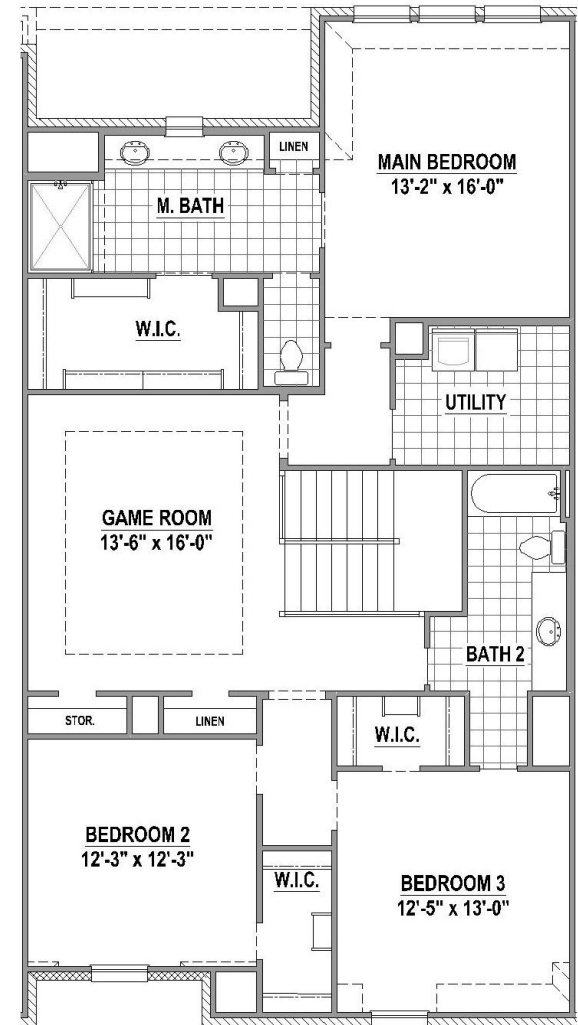 LINEN
MAIN BEDROOM
13'-2" x 16'-0"
M. BATH
W.I.C.
UTILITY
GAME ROOM
13'-6" x 16'-0"
BATH 2
STOR.
LINEN
W.I.C.
BEDROOM 2
12'-3" x 12'-3"
W.I.C.
BEDROOM 3
12'-5" x 13'-0"